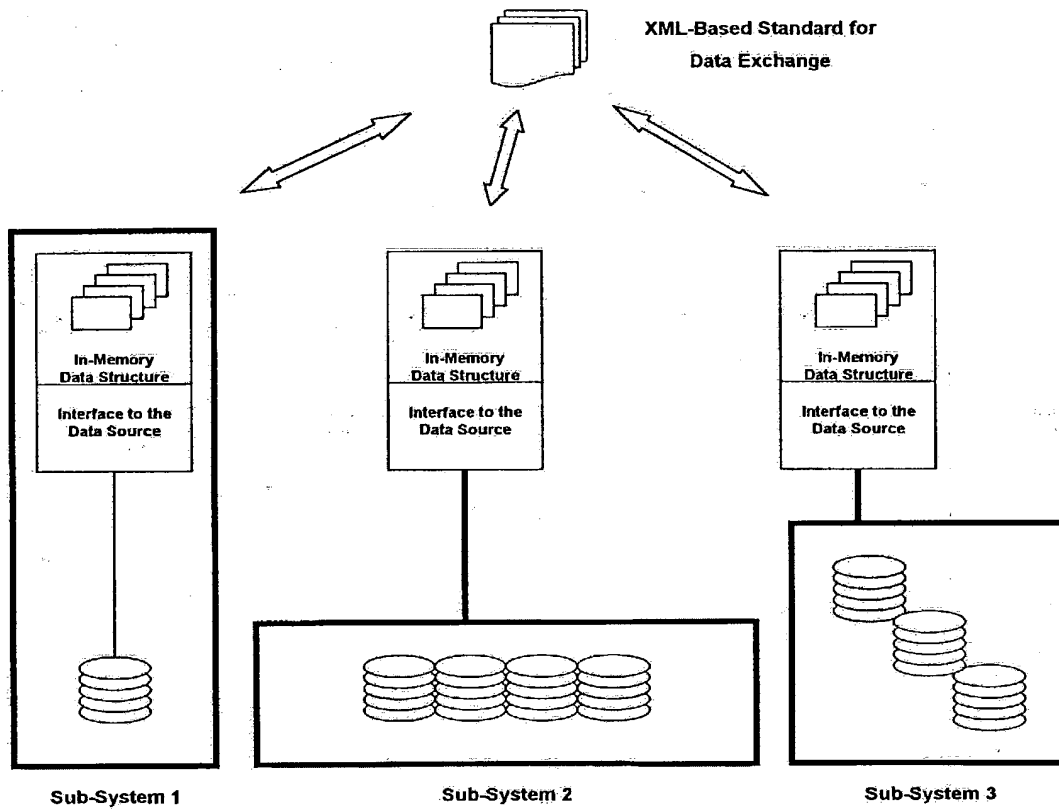 XML-Based Standard for
Data Exchange
In-Memory
Data Structure
Interface to the
Data Source
In-Memory
Data Structure
Interface to the
Data Source
In-Memory
Data Structure
Interface to the
Data Source
Sub-System 1
Sub-System 2
Sub-System 3